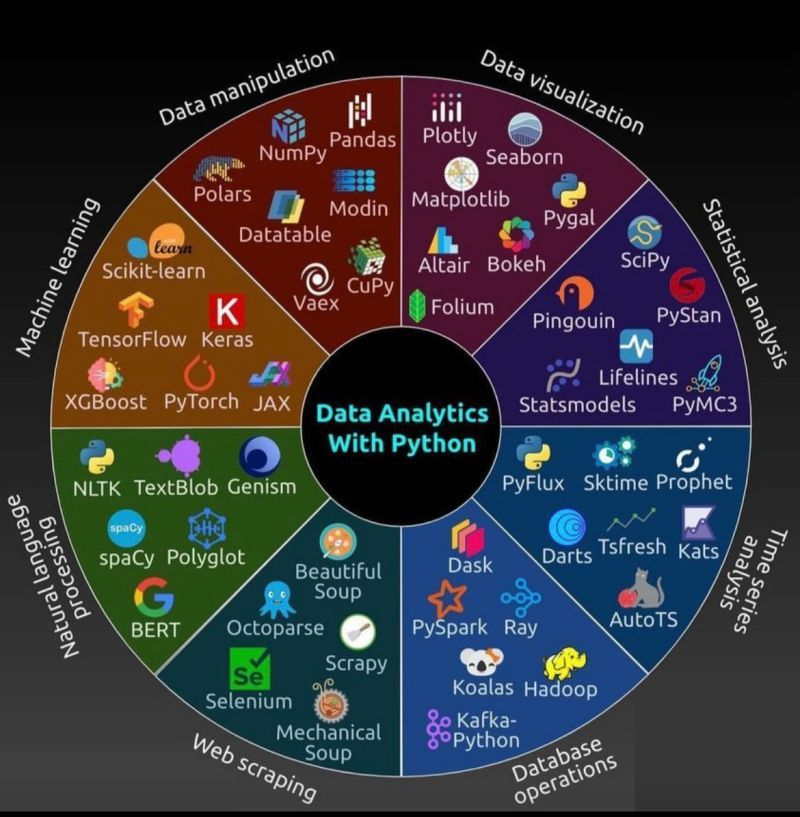 Data manipulation
NumPy
Pandas
Polars
Modin
Datatable
Vaex
CuPy
Data visualization
Plotly
Seaborn
Matplotlib
Pygal
Altair
Bokeh
Folium
Statistical analysis
SciPy
PyStan
Pingouin
Lifelines
Statsmodels
PyMC3
Time series
analysis
PyFlux
Sktime
Prophet
Darts
Tsfresh
Kats
AutoTS
Database
operations
Dask
PySpark
Ray
Koalas
Hadoop
Kafka-
Python
Web scraping
Beautiful
Soup
Octoparse
Scrapy
Se
Selenium
Mechanical
Soup
Natural language
processing
NLTK
TextBlob
Genism
spaCy
spaCy
Polyglot
G
BERT
Machine learning
learn
Scikit-learn
TensorFlow
K
Keras
XGBoost
PyTorch
JAX
Data Analytics
With Python